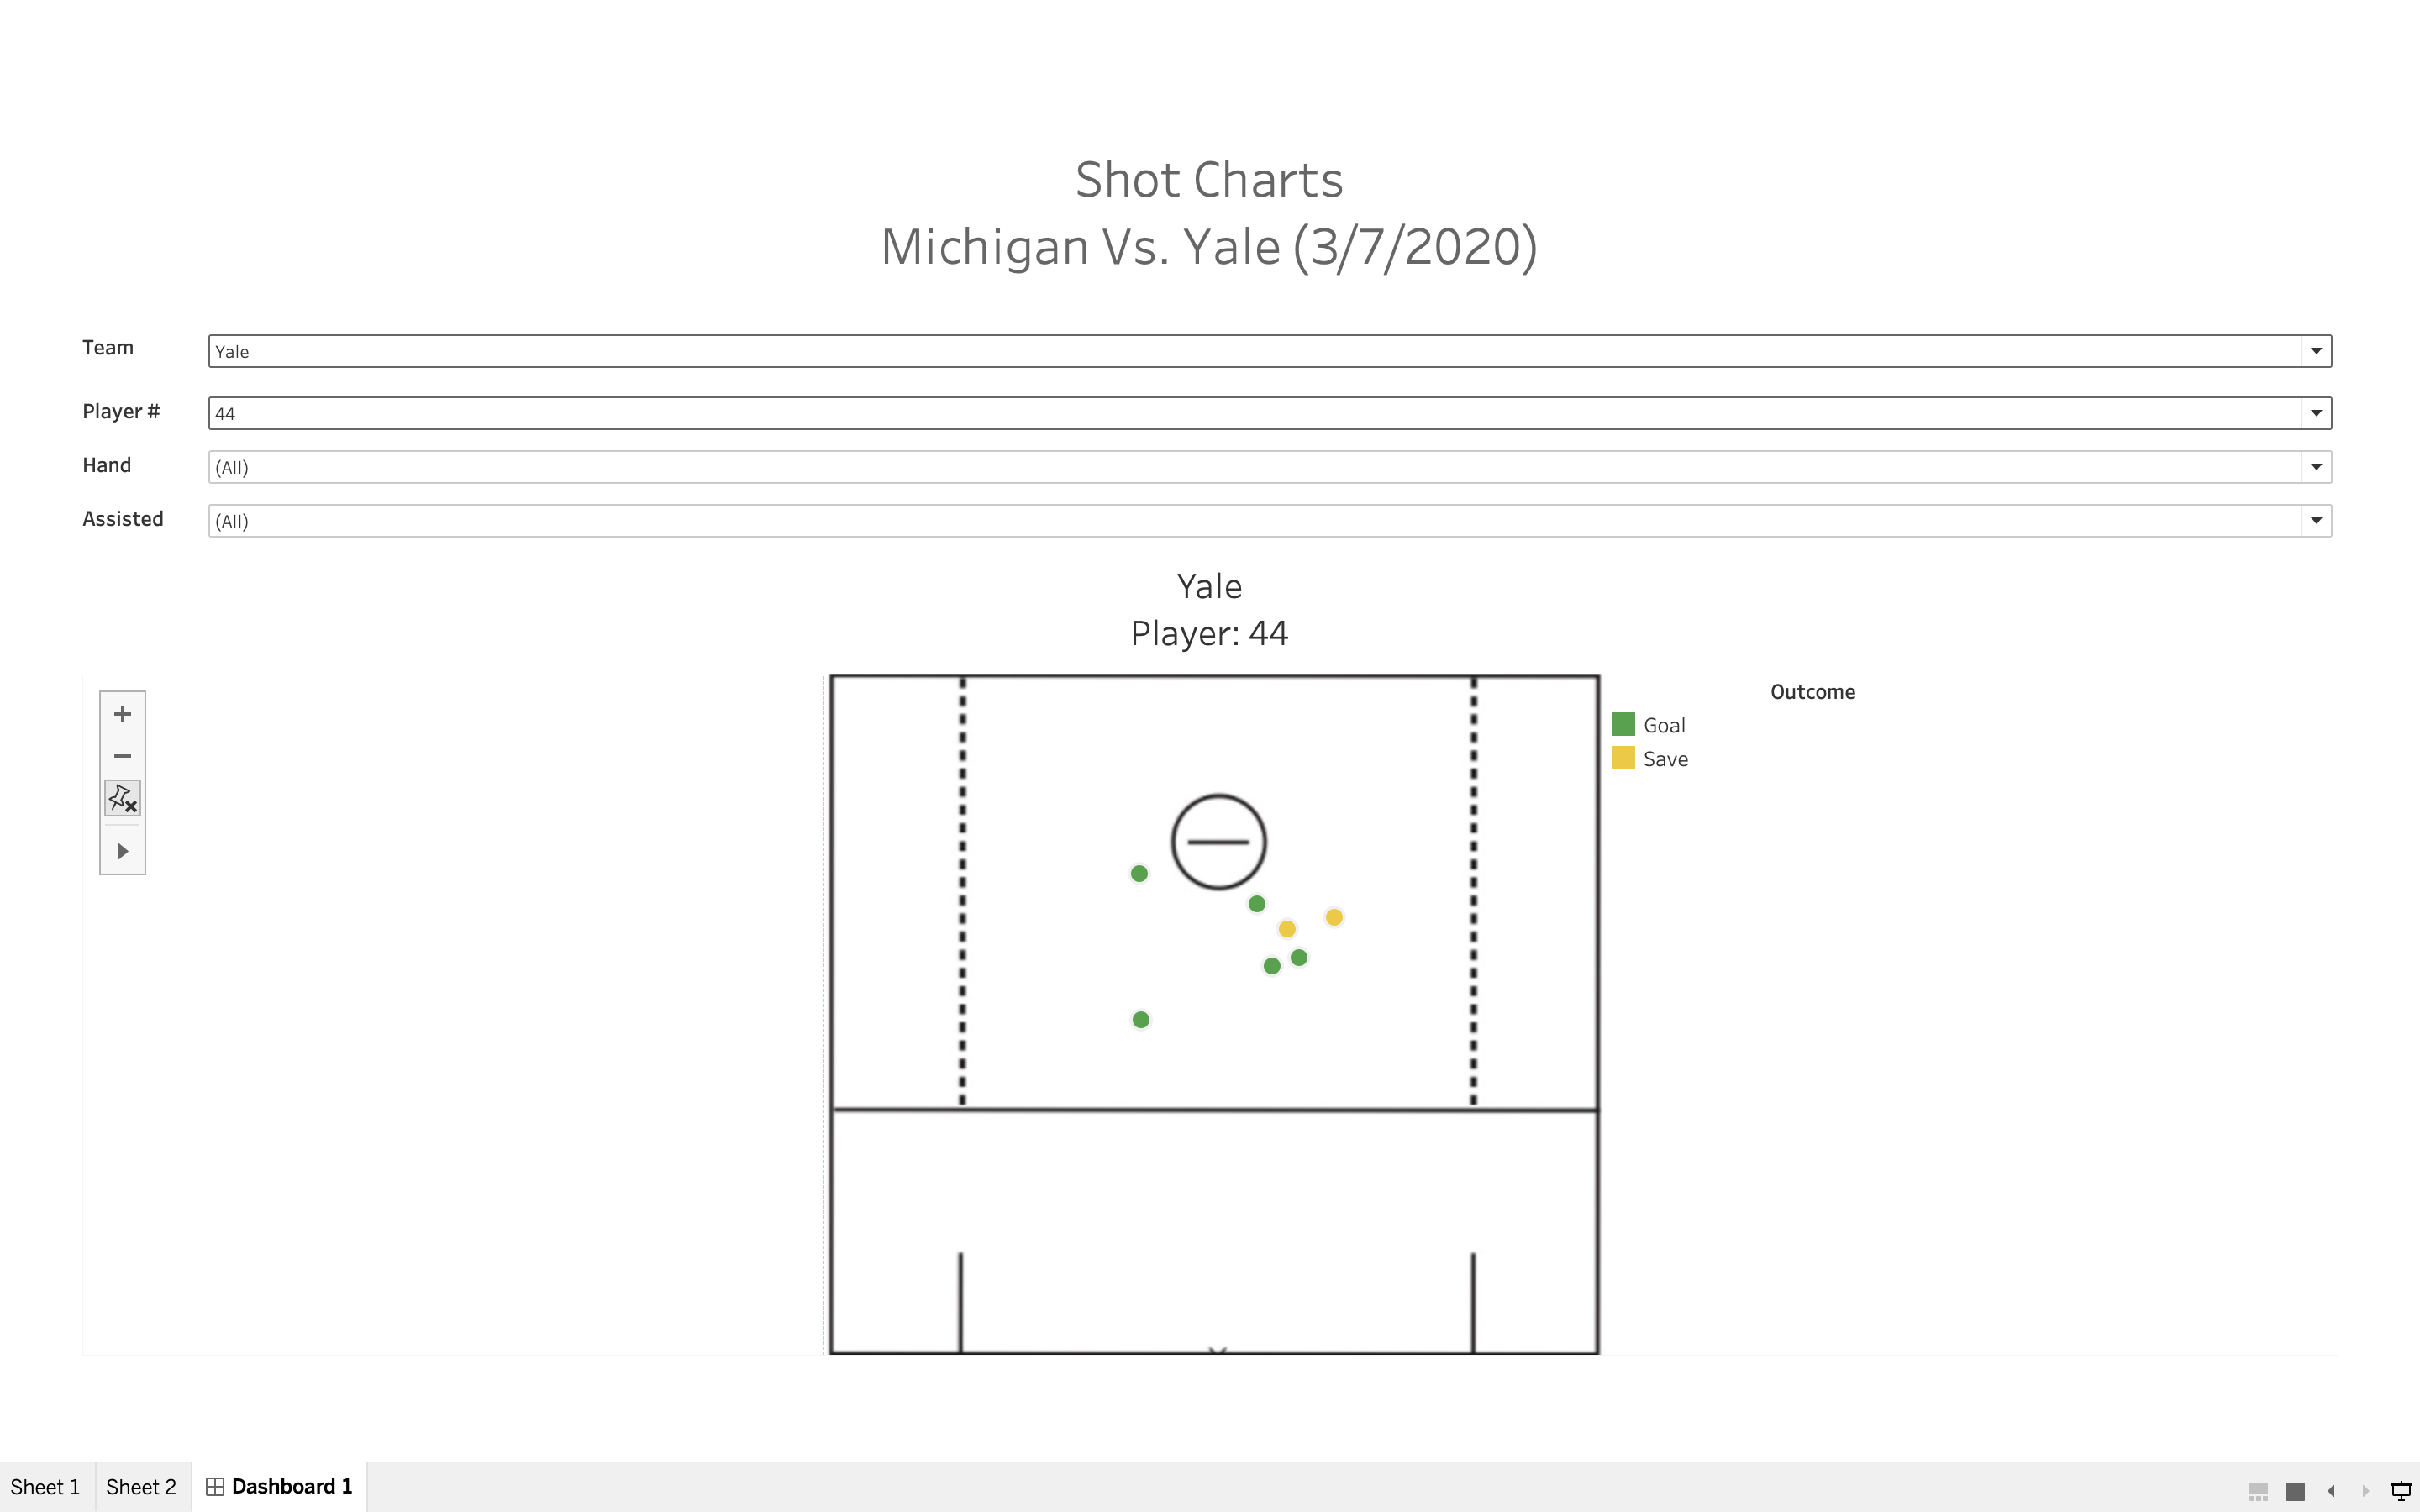 Shot Charts
Michigan Vs. Yale (3/7/2020)
Team
Yale
Player #
44
Hand
(All)
Assisted
(All)
Yale
Player: 44
Outcome
Goal
Save
Sheet 1
Sheet 2
Dashboard 1